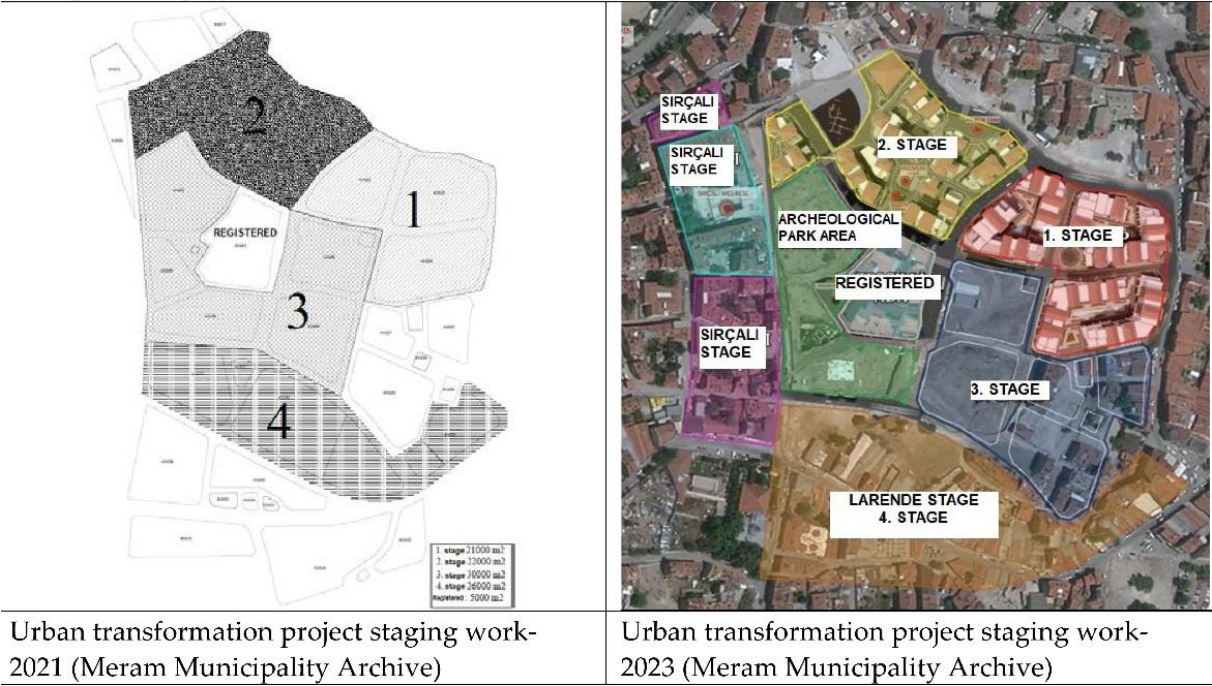 2
1
REGISTERED
3
4
1. stage 21000 m2
2. stage 22000 m2
3. stage 30000 m2
4. stage 26000 m2
Registered : 5000 m2
SIRÇALI
STAGE
SIRÇALI
STAGE
SIRÇALI MEDRESE
2. STAGE
ARCHEOLOGICAL
PARK AREA
1. STAGE
REGISTERED
SIRÇALI
STAGE
3. STAGE
LARENDE STAGE
4. STAGE
Urban transformation project staging work-
2021 (Meram Municipality Archive)
Urban transformation project staging work-
2023 (Meram Municipality Archive)